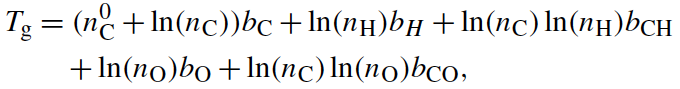 T_g = (n_C^0 + ln(n_C))b_C + ln(n_H)b_H + ln(n_C) ln(n_H)b_CH
+ ln(n_O)b_O + ln(n_C) ln(n_O)b_CO,